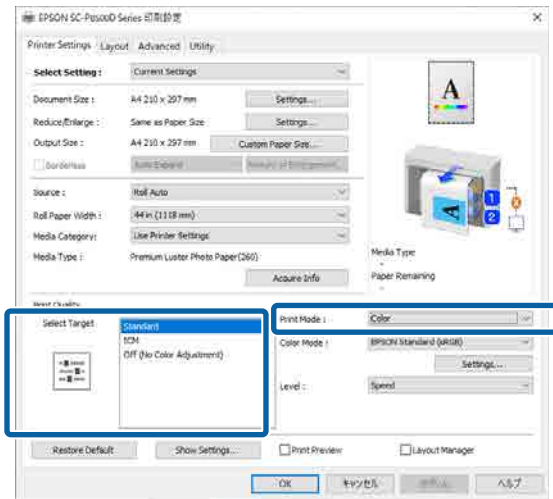 EPSON SC-P8500D Series 印刷設定
Printer Settings Layout Advanced Utility
Select Setting : Current Settings
Document Size : A4 210 x 297 mm Settings...
Reduce/Enlarge : Same as Paper Size Settings...
Output Size : A4 210 x 297 mm Custom Paper Size...
Borderless Auto Expand
Source : Roll Auto
Roll Paper Width : 44 in (1118 mm)
Media Category: Use Printer Settings
Media Type : Premium Luster Photo Paper(260)
Acquire Info
A
A
1
2
Media Type
-
Paper Remaining
-
Print Quality
Select Target
Standard
ICM
Off (No Color Adjustment)
Print Mode : Color
Color Mode : EPSON Standard (sRGB)
Settings...
Level : Speed
Restore Default Show Settings... Print Preview Layout Manager
OK キャンセル ヘルプ